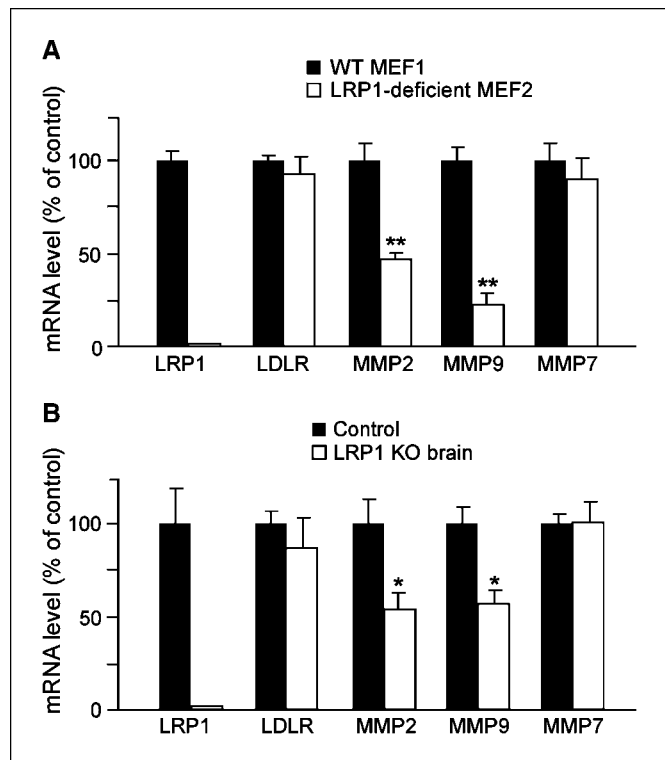 A
WT MEF1
LRP1-deficient MEF2
mRNA level (% of control)
100
50
0
**
**
LRP1 LDLR MMP2 MMP9 MMP7
B
Control
LRP1 KO brain
mRNA level (% of control)
100
50
0
*
*
LRP1 LDLR MMP2 MMP9 MMP7